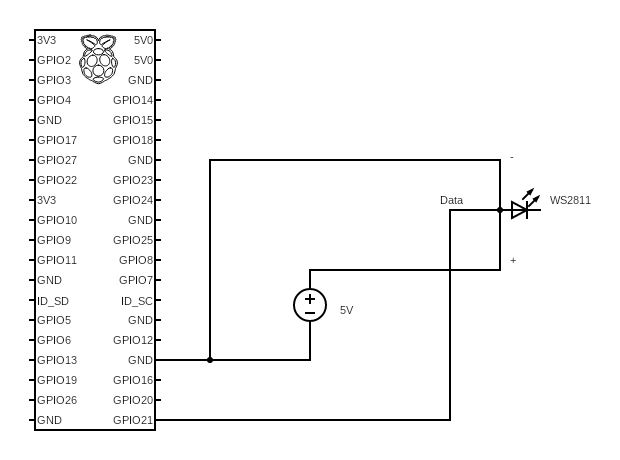 3V3 5V0
GPIO2 5V0
GPIO3 GND
GPIO4 GPIO14
GND GPIO15
GPIO17 GPIO18
GPIO27 GND -
GPIO22 GPIO23
3V3 GPIO24 Data WS2811
GPIO10 GND
GPIO9 GPIO25
GPIO11 GPIO8 +
GND GPIO7
ID_SD ID_SC
GPIO5 GND 5V
GPIO6 GPIO12
GPIO13 GND
GPIO19 GPIO16
GPIO26 GPIO20
GND GPIO21